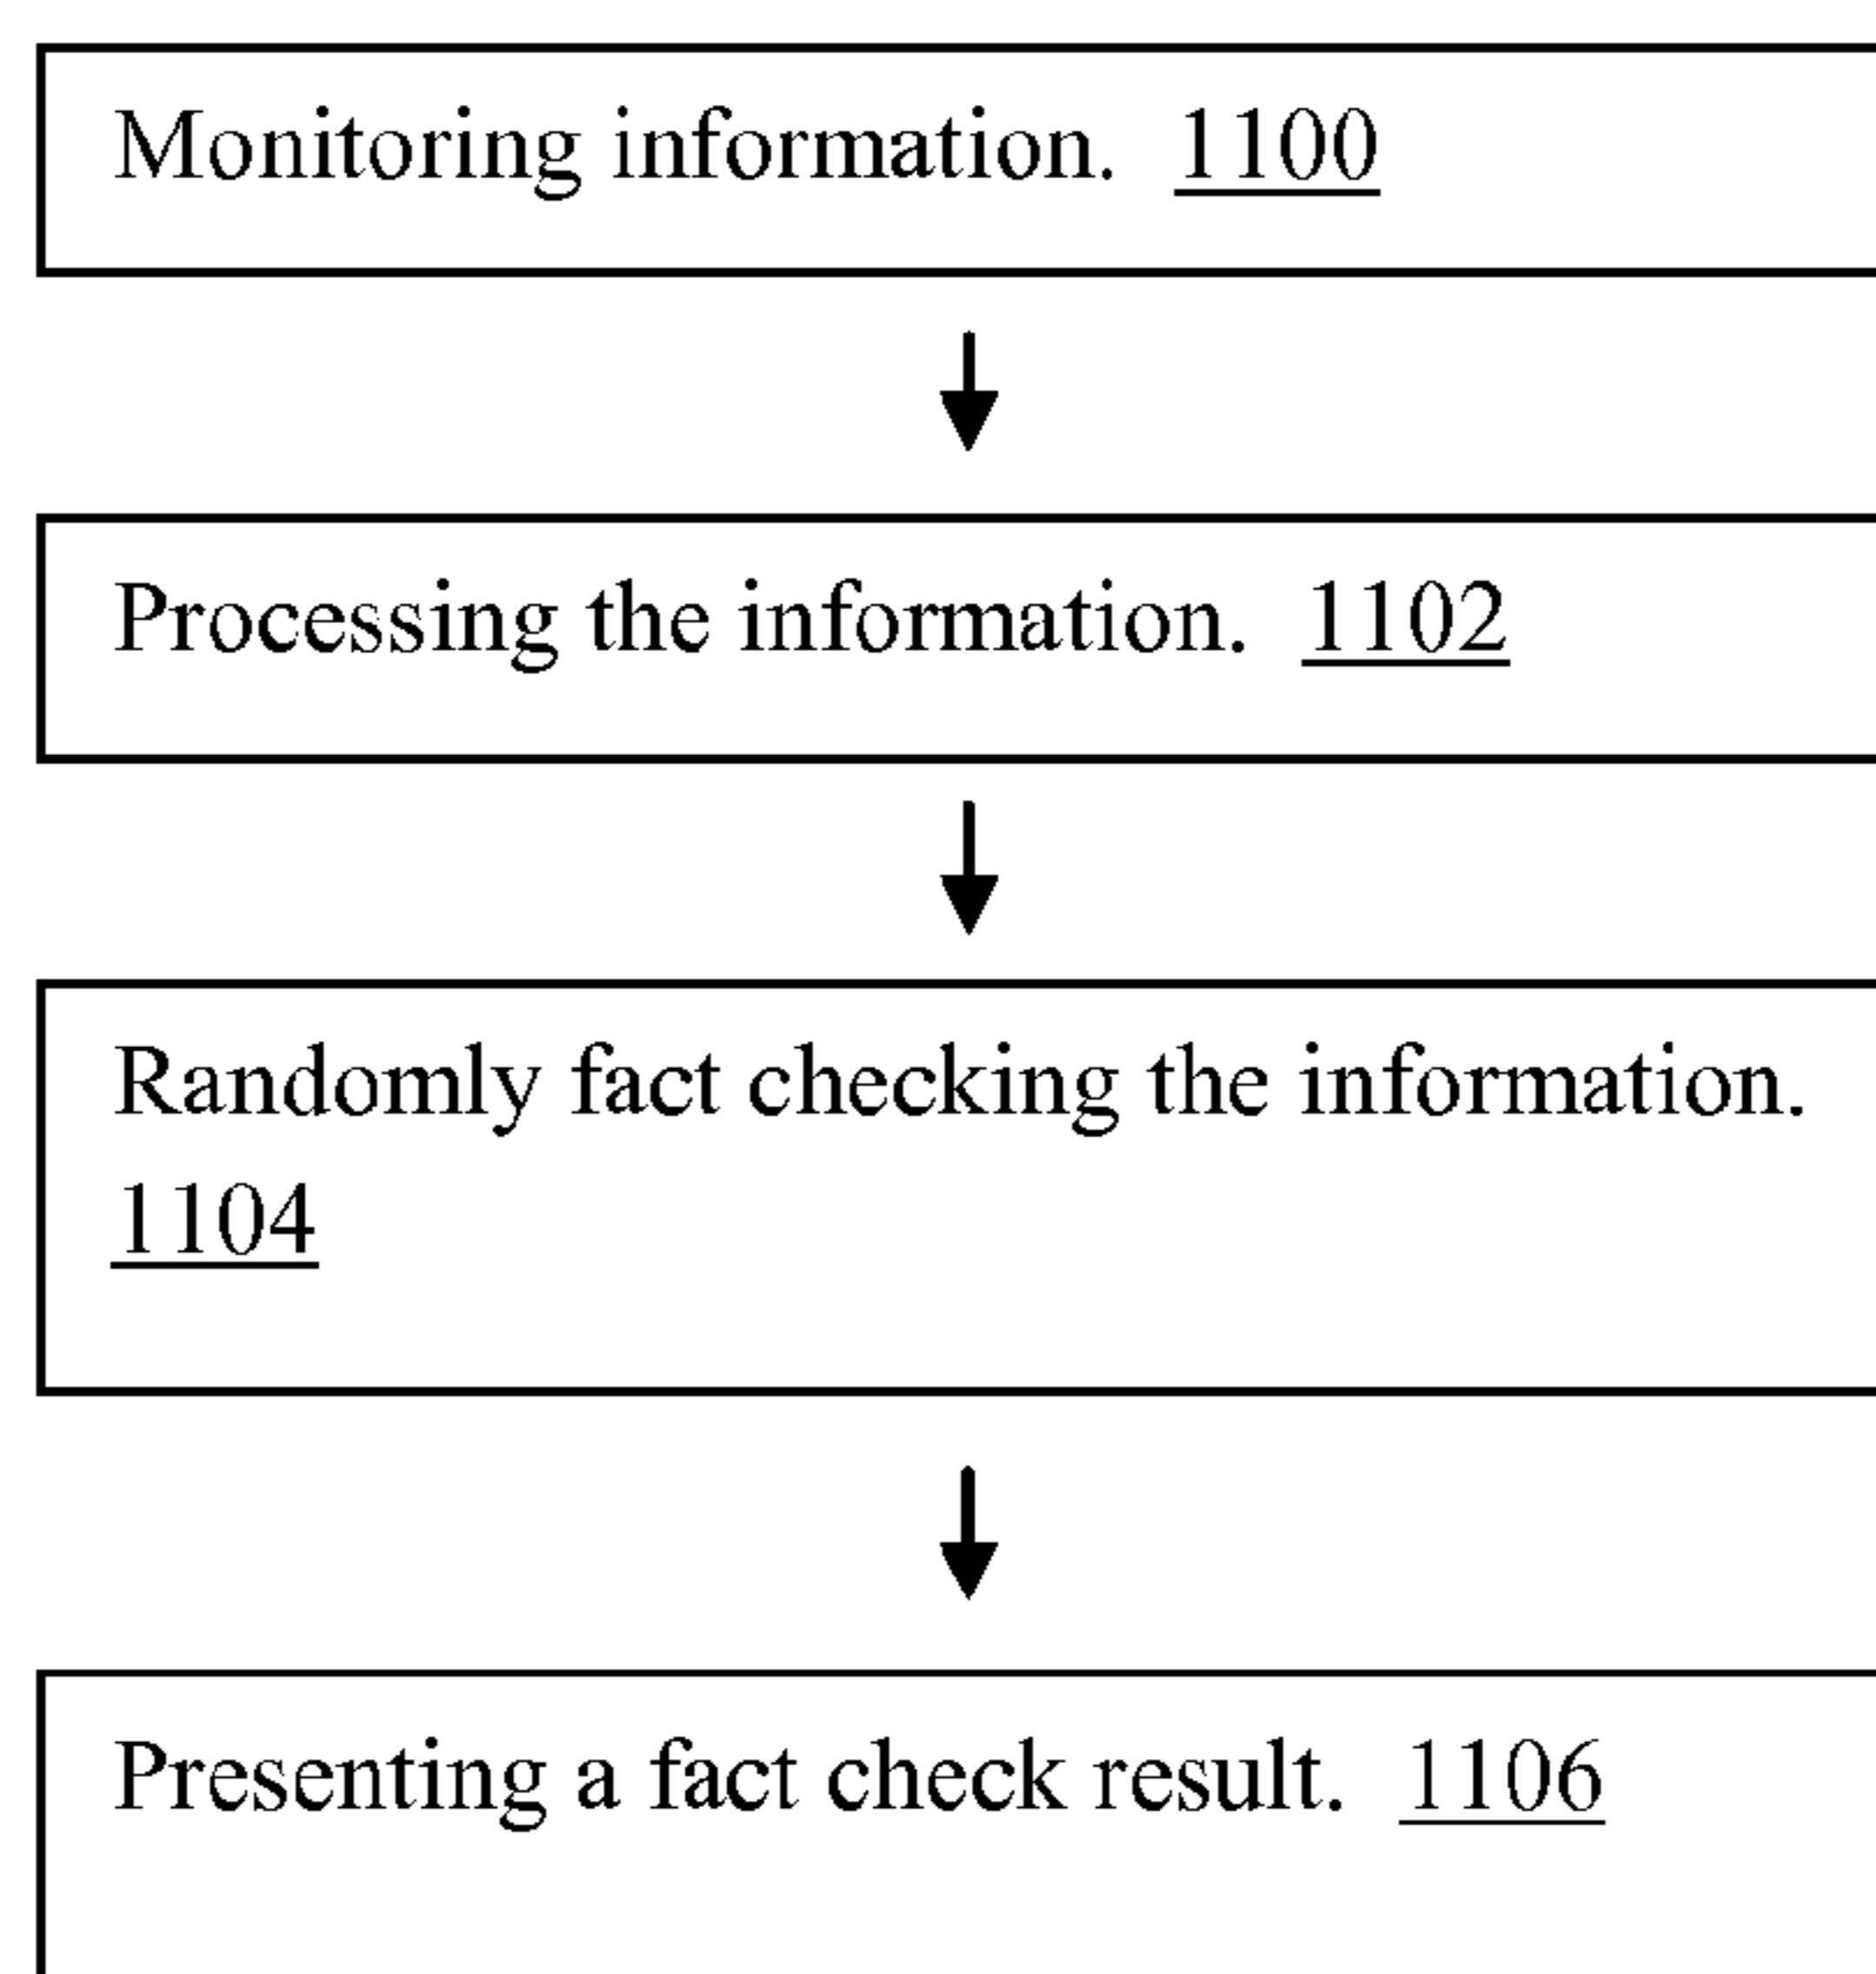 Monitoring information. 1100
Processing the information. 1102
Randomly fact checking the information.
1104
Presenting a fact check result. 1106